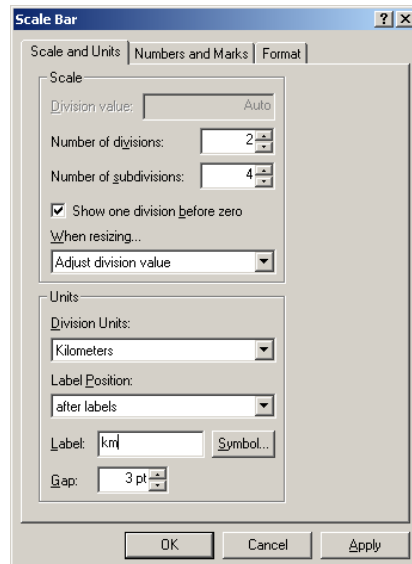 Scale Bar
Scale and Units Numbers and Marks Format
Scale
Division value: Auto
Number of divisions: 2
Number of subdivisions: 4
Show one division before zero
When resizing...
Adjust division value
Units
Division Units:
Kilometers
Label Position:
after labels
Label: km Symbol...
Gap: 3 pt
OK Cancel Apply